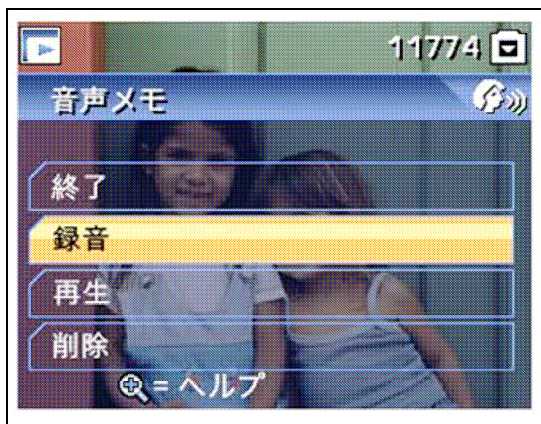 11774
音声メモ
終了
録音
再生
削除
= ヘルプ